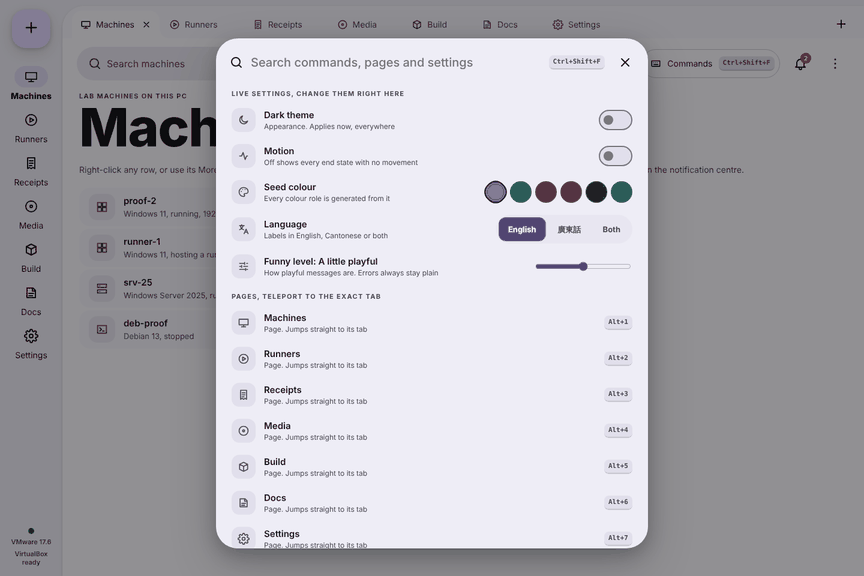 Machines
Runners
Receipts
Media
Build
Docs
Settings
Search machines
Commands
Ctrl+Shift+F
2
Machines
Runners
Receipts
Media
Build
Docs
Settings
VMware 17.6
VirtualBox
ready
LAB MACHINES ON THIS PC
Mach
Right-click any row, or use its More
n the notification centre.
proof-2
Windows 11, running, 192
runner-1
Windows 11, hosting a ru
srv-25
Windows Server 2025, ru
deb-proof
Debian 13, stopped
Search commands, pages and settings
Ctrl+Shift+F
LIVE SETTINGS, CHANGE THEM RIGHT HERE
Dark theme
Appearance. Applies now, everywhere
Motion
Off shows every end state with no movement
Seed colour
Every colour role is generated from it
Language
Labels in English, Cantonese or both
English
廣東話
Both
Funny level: A little playful
How playful messages are. Errors always stay plain
PAGES, TELEPORT TO THE EXACT TAB
Machines
Page. Jumps straight to its tab
Alt+1
Runners
Page. Jumps straight to its tab
Alt+2
Receipts
Page. Jumps straight to its tab
Alt+3
Media
Page. Jumps straight to its tab
Alt+4
Build
Page. Jumps straight to its tab
Alt+5
Docs
Page. Jumps straight to its tab
Alt+6
Settings
Page. Jumps straight to its tab
Alt+7